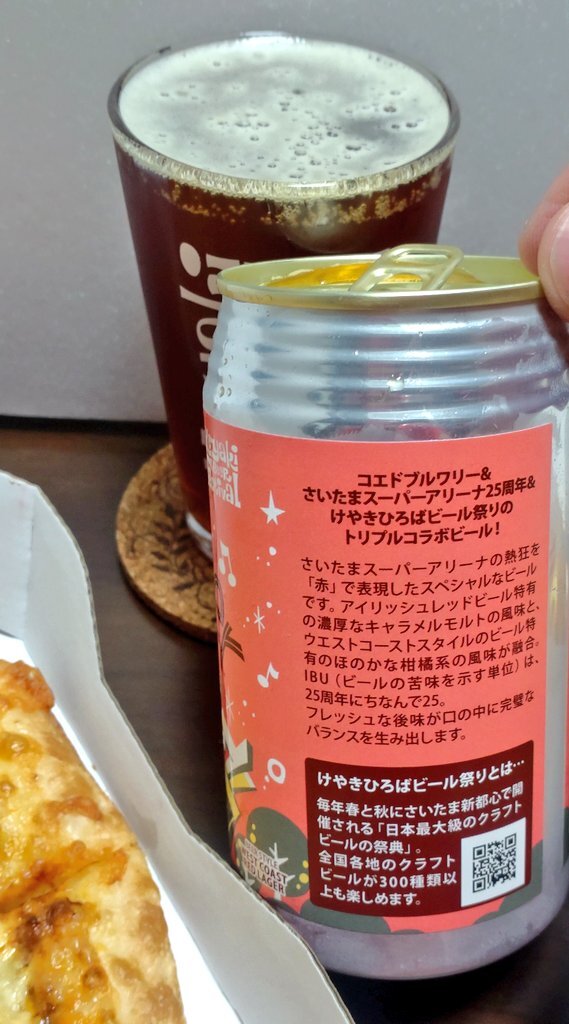 コエドブルワリー&
さいたまスーパーアリーナ25周年&
けやきひろばビール祭りの
トリプルコラボビール!
さいたまスーパーアリーナの熱狂を
「赤」で表現したスペシャルなビール
です。アイリッシュレッドビール特有
の濃厚なキャラメルモルトの風味と、
ウエストコーストスタイルのビール特
有のほのかな柑橘系の風味が融合。
IBU(ビールの苦味を示す単位)は、
25周年にちなんで25。
フレッシュな後味が口の中に完璧な
バランスを生み出します。
けやきひろばビール祭りとは…
毎年春と秋にさいたま新都心で開
催される「日本最大級のクラフト
ビールの祭典」。
全国各地のクラフト
ビールが300種類以
上も楽しめます。